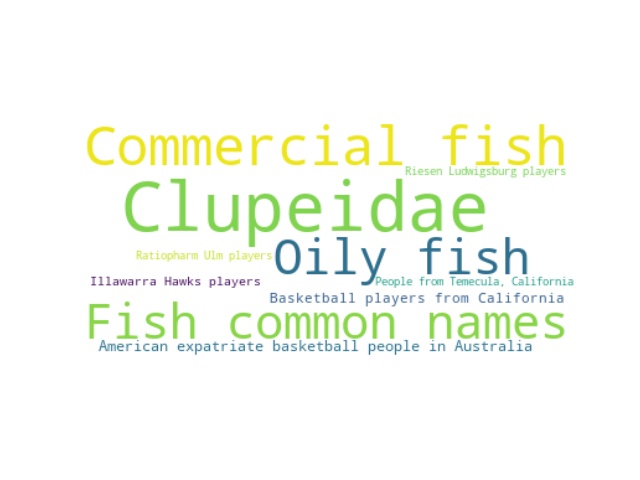 Commercial fish
Riesen Ludwigsburg players
Clupeidae
Ratiopharm Ulm players
Oily fish
Illawarra Hawks players
People from Temecula, California
Basketball players from California
Fish common names
American expatriate basketball people in Australia